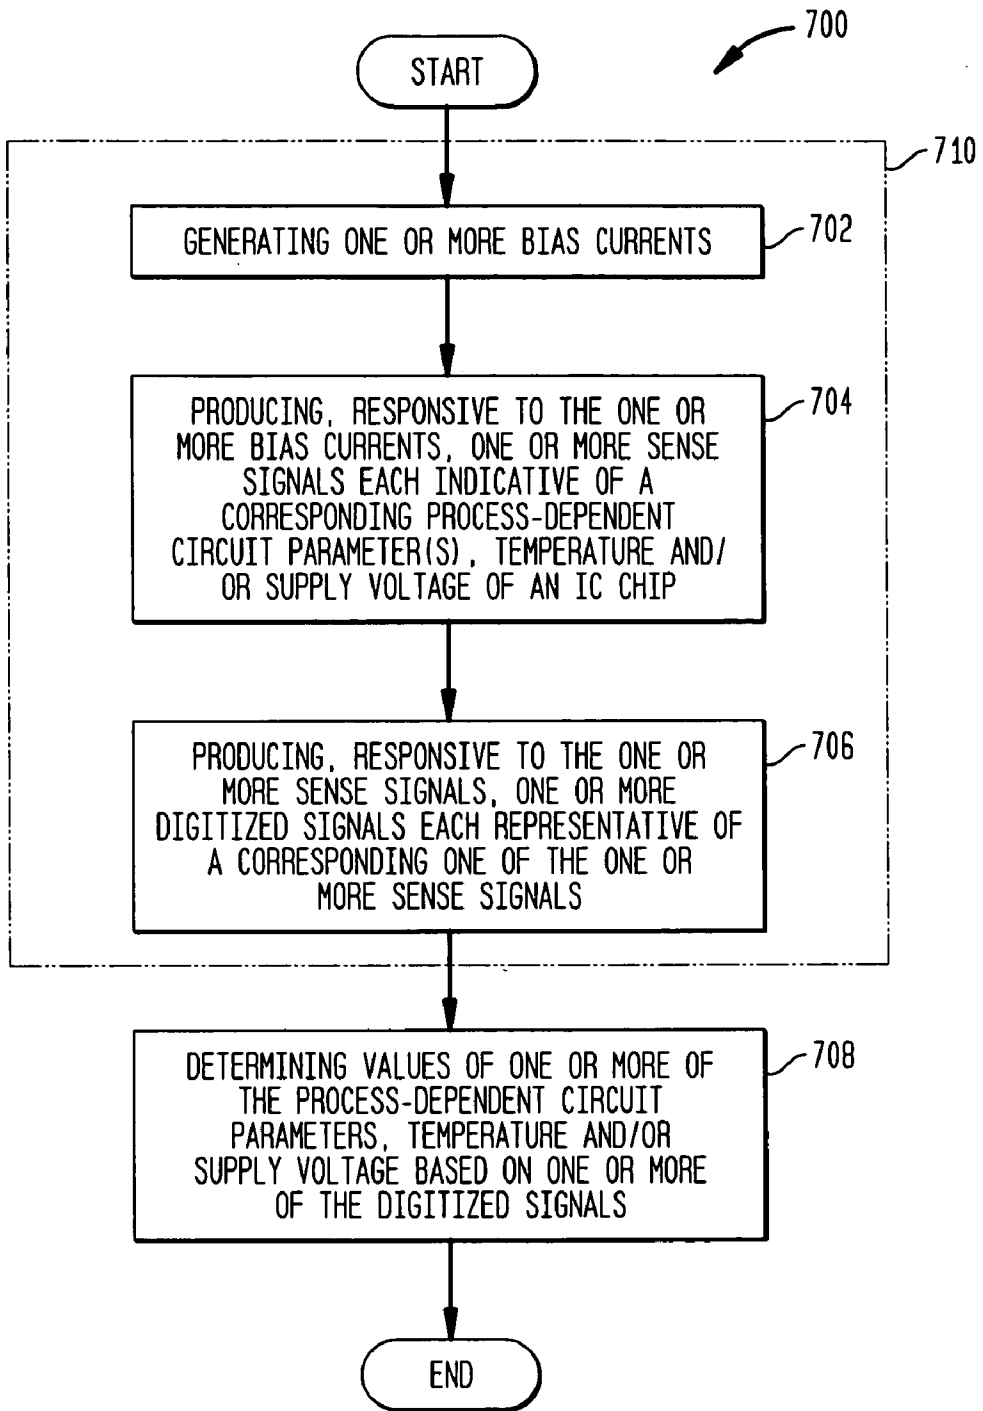 700
START
710
GENERATING ONE OR MORE BIAS CURRENTS
702
PRODUCING, RESPONSIVE TO THE ONE OR
MORE BIAS CURRENTS, ONE OR MORE SENSE
SIGNALS EACH INDICATIVE OF A
CORRESPONDING PROCESS-DEPENDENT
CIRCUIT PARAMETER(S), TEMPERATURE AND/
OR SUPPLY VOLTAGE OF AN IC CHIP
704
PRODUCING, RESPONSIVE TO THE ONE OR
MORE SENSE SIGNALS, ONE OR MORE
DIGITIZED SIGNALS EACH REPRESENTATIVE OF
A CORRESPONDING ONE OF THE ONE OR
MORE SENSE SIGNALS
706
DETERMINING VALUES OF ONE OR MORE OF
THE PROCESS-DEPENDENT CIRCUIT
PARAMETERS, TEMPERATURE AND/OR
SUPPLY VOLTAGE BASED ON ONE OR MORE
OF THE DIGITIZED SIGNALS
708
END